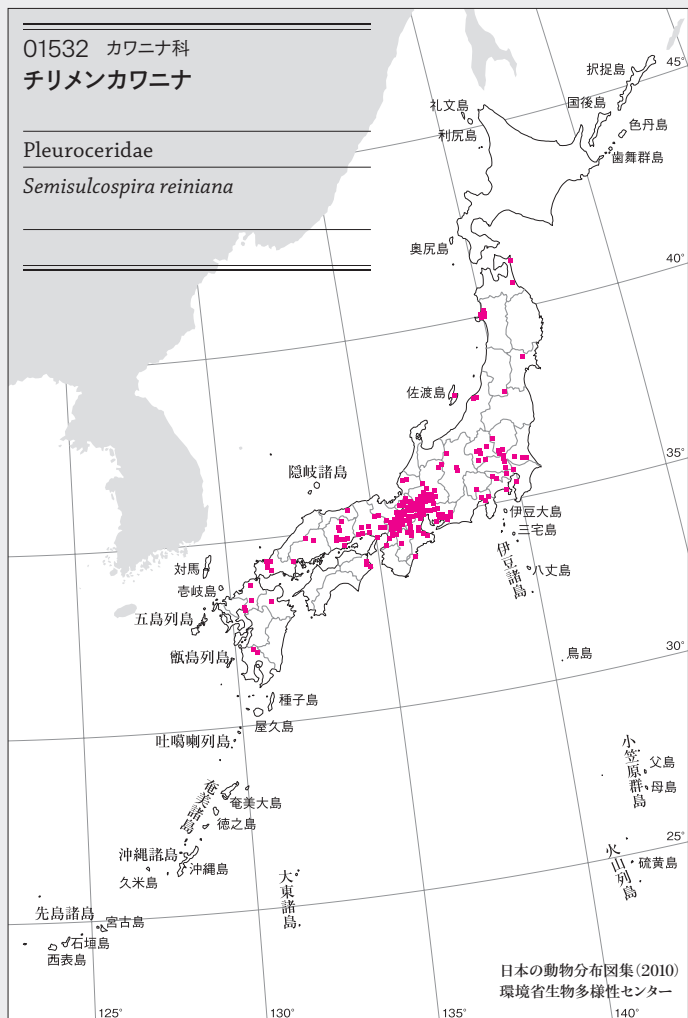 01532 カワニナ科
チリメンカワニナ
Pleuroceridae
Semisulcospira reiniana
45°
択捉島
礼文島
国後島
色丹島
利尻島
歯舞群島
奥尻島
40°
佐渡島
35°
隠岐諸島
伊豆大島
三宅島
伊豆諸島
八丈島
対馬
壱岐島
五島列島
甑島列島
鳥島
30°
種子島
屋久島
吐噶喇列島
小笠原群島
父島
母島
奄美諸島
奄美大島
徳之島
25°
沖縄諸島
沖縄島
久米島
火山列島
硫黄島
大東諸島
先島諸島
宮古島
石垣島
西表島
日本の動物分布図集(2010)
環境省生物多様性センター
125°
130°
135°
140°